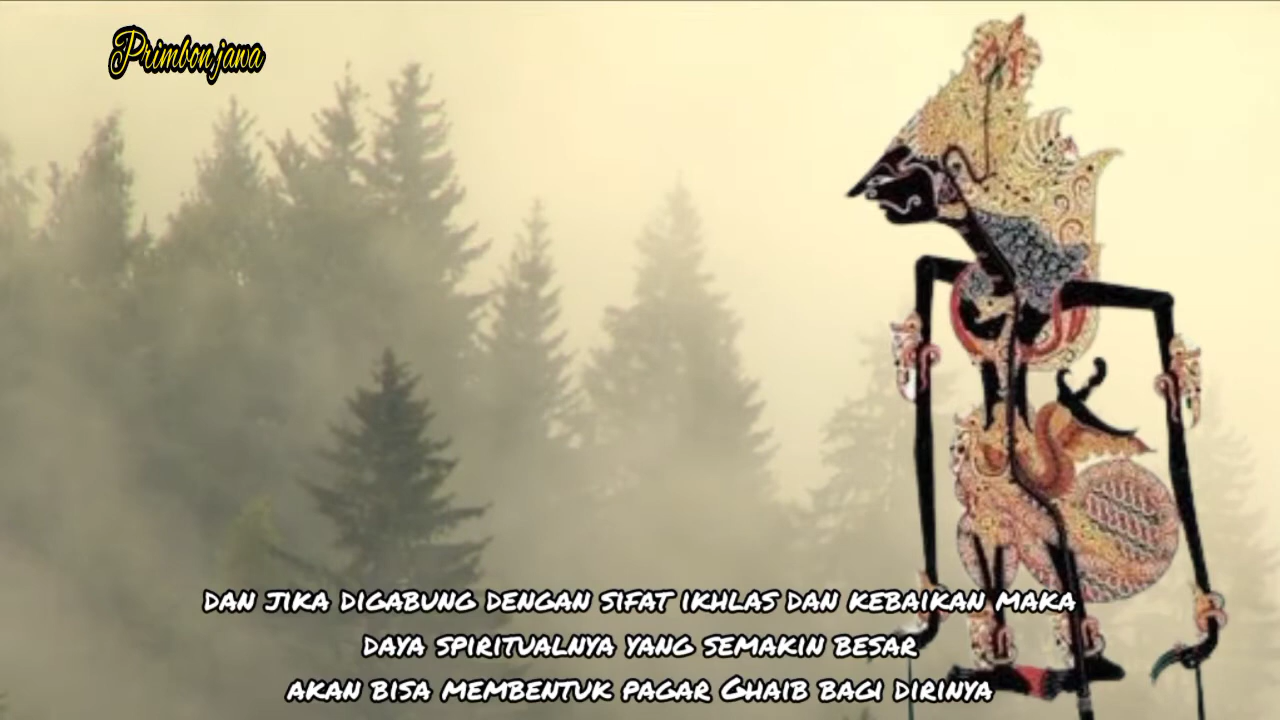 Primbon jawa
DAN JIKA DIGABUNG DENGAN SIFAT IKHLAS DAN KEBAIKAN MAKA
DAYA SPIRITUALNYA YANG SEMAKIN BESAR
AKAN BISA MEMBENTUK PAGAR GHAIB BAGI DIRINYA